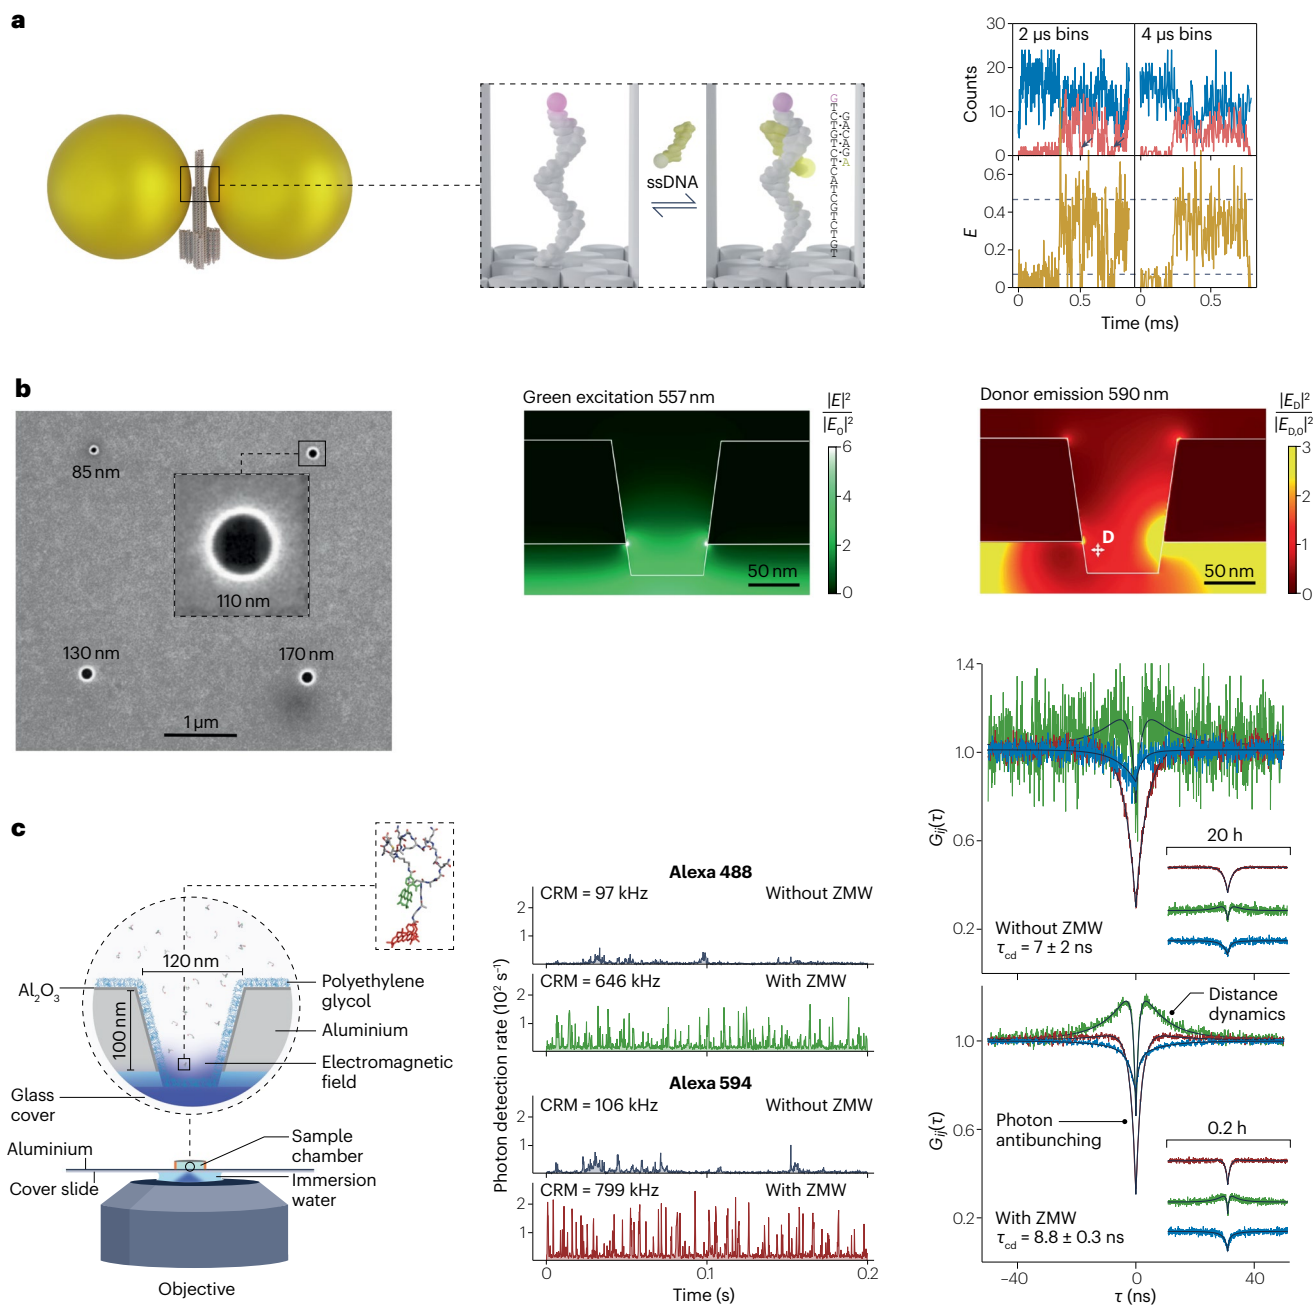 a
ssDNA
30
20
10
0
Counts
2 µs bins
4 µs bins
0.6
0.4
0.2
0
E
0
0.5
0
0.5
Time (ms)
b
85 nm
110 nm
130 nm
170 nm
1 µm
Green excitation 557 nm
|E|²
|E₀|²
6
4
2
0
50 nm
Donor emission 590 nm
|E_D|²
|E_D,0|²
3
2
1
0
D
50 nm
c
120 nm
100 nm
Al₂O₃
Polyethylene
glycol
Aluminium
Electromagnetic
field
Glass
cover
Aluminium
Cover slide
Sample
chamber
Immersion
water
Objective
Photon detection rate (10² s⁻¹)
Alexa 488
CRM = 97 kHz
Without ZMW
2
1
CRM = 646 kHz
With ZMW
2
1
Alexa 594
CRM = 106 kHz
Without ZMW
2
1
CRM = 799 kHz
With ZMW
2
1
0
0.1
0.2
Time (s)
1.4
1.0
0.6
0.2
G_ij(τ)
20 h
Without ZMW
τ_cd = 7 ± 2 ns
Distance
dynamics
1.0
0.6
0.2
G_ij(τ)
Photon
antibunching
0.2 h
With ZMW
τ_cd = 8.8 ± 0.3 ns
−40
0
40
τ (ns)